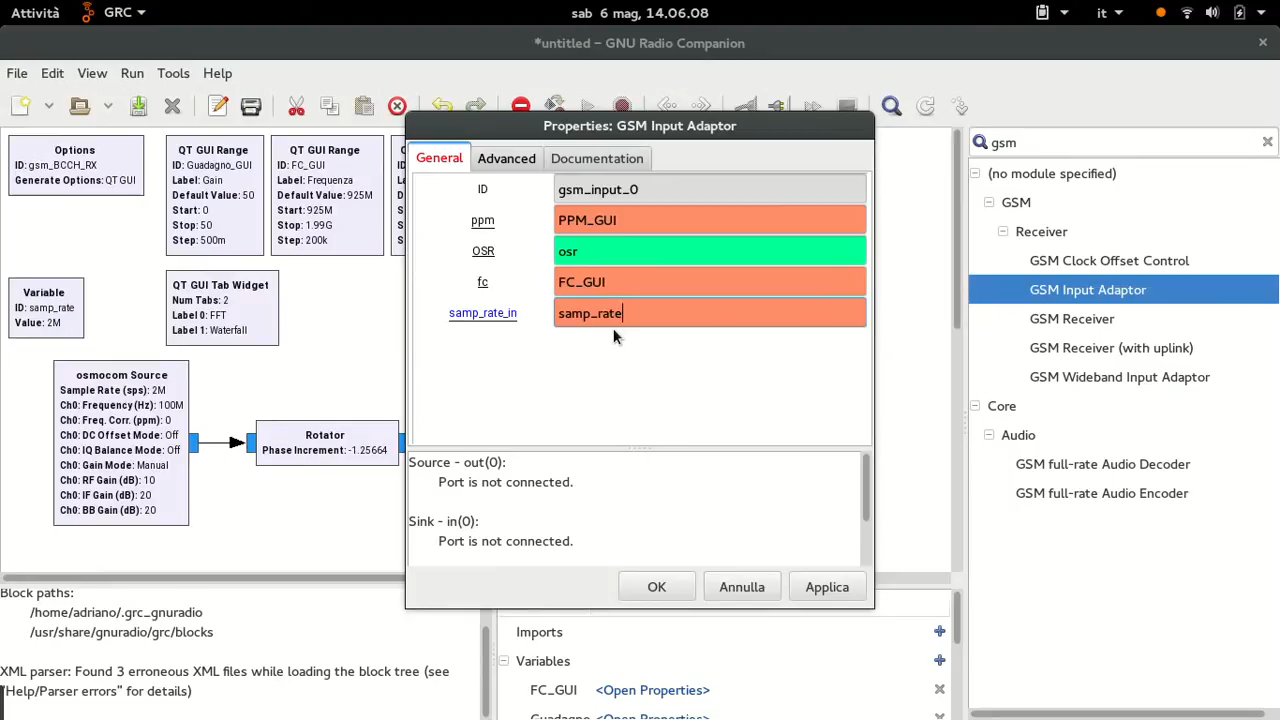 Attività
GRC
sab 6 mag, 14.06.08
it
*untitled – GNU Radio Companion
File Edit View Run Tools Help
Options
ID: gsm_BCCH_RX
Generate Options: QT GUI
QT GUI Range
ID: Guadagno_GUI
Label: Gain
Default Value: 50
Start: 0
Stop: 50
Step: 500m
QT GUI Range
ID: FC_GUI
Label: Frequenza
Default Value: 925M
Start: 925M
Stop: 1.99G
Step: 200k
Variable
ID: samp_rate
Value: 2M
QT GUI Tab Widget
Num Tabs: 2
Label 0: FFT
Label 1: Waterfall
osmocom Source
Sample Rate (sps): 2M
Ch0: Frequency (Hz): 100M
Ch0: Freq. Corr. (ppm): 0
Ch0: DC Offset Mode: Off
Ch0: IQ Balance Mode: Off
Ch0: Gain Mode: Manual
Ch0: RF Gain (dB): 10
Ch0: IF Gain (dB): 20
Ch0: BB Gain (dB): 20
Rotator
Phase Increment: -1.25664
Properties: GSM Input Adaptor
General Advanced Documentation
ID gsm_input_0
ppm PPM_GUI
OSR osr
fc FC_GUI
samp_rate_in samp_rate
Source - out(0):
Port is not connected.
Sink - in(0):
Port is not connected.
OK Annulla Applica
gsm
(no module specified)
GSM
Receiver
GSM Clock Offset Control
GSM Input Adaptor
GSM Receiver
GSM Receiver (with uplink)
GSM Wideband Input Adaptor
Core
Audio
GSM full-rate Audio Decoder
GSM full-rate Audio Encoder
Block paths:
/home/adriano/.grc_gnuradio
/usr/share/gnuradio/grc/blocks
XML parser: Found 3 erroneous XML files while loading the block tree (see
"Help/Parser errors" for details)
Imports
Variables
FC_GUI <Open Properties>
Guadagno <Open Properties>